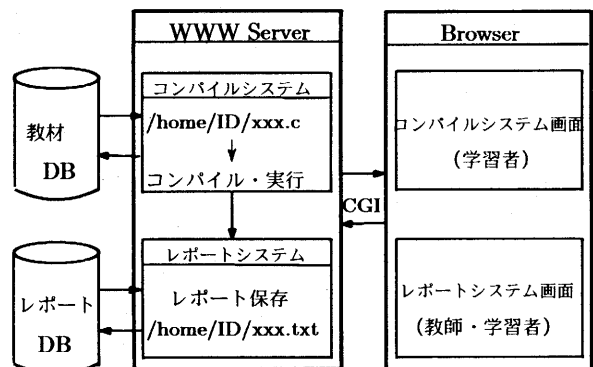 WWW Server
Browser
コンパイルシステム
/home/ID/xxx.c
↓
コンパイル・実行
教材
DB
コンパイルシステム画面
(学習者)
CGI
レポートシステム
レポート保存
/home/ID/xxx.txt
レポート
DB
レポートシステム画面
(教師・学習者)